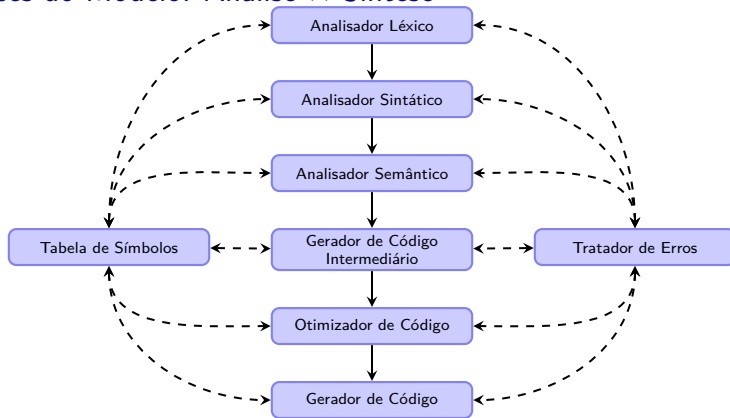 Analisador Léxico
Analisador Sintático
Analisador Semântico
Tabela de Símbolos
Gerador de Código
Intermediário
Tratador de Erros
Otimizador de Código
Gerador de Código